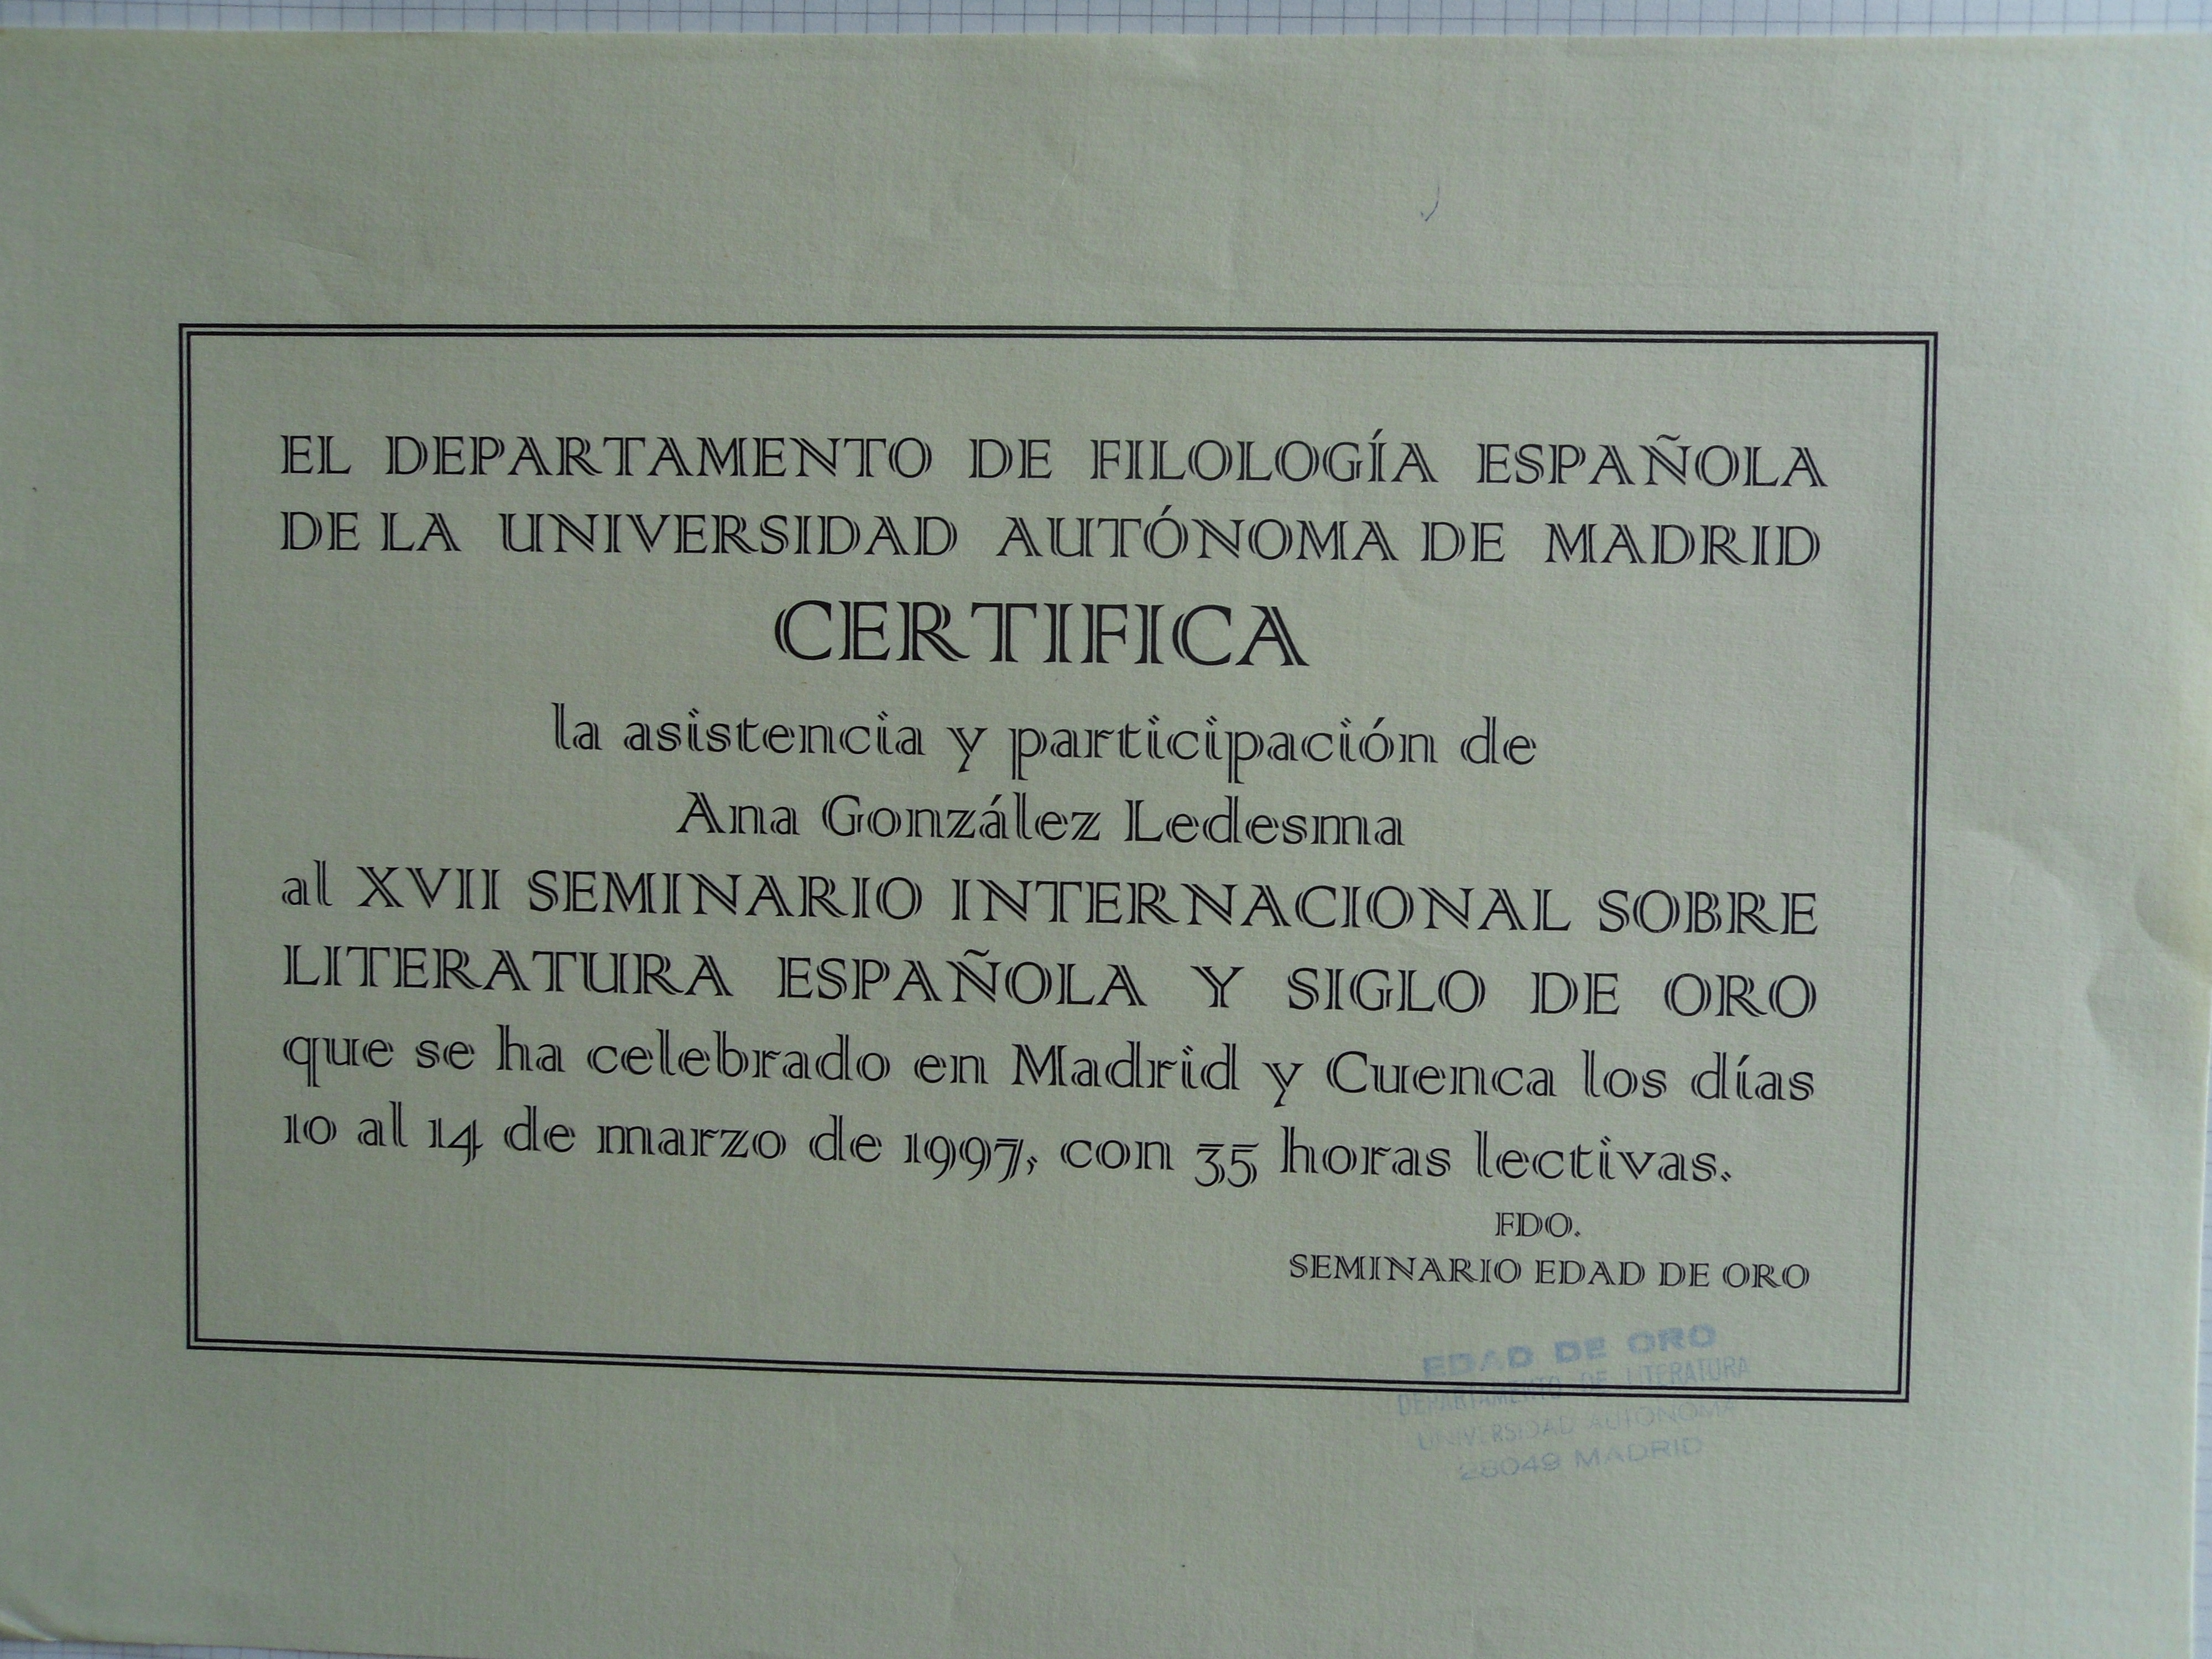 EL DEPARTAMENTO DE FILOLOGÍA ESPAÑOLA
DE LA UNIVERSIDAD AUTÓNOMA DE MADRID
CERTIFICA
la asistencia y participación de
Ana González Ledesma
al XVII SEMINARIO INTERNACIONAL SOBRE
LITERATURA ESPAÑOLA Y SIGLO DE ORO
que se ha celebrado en Madrid y Cuenca los días
10 al 14 de marzo de 1997, con 35 horas lectivas.
FDO.
SEMINARIO EDAD DE ORO
EDAD DE ORO
DEPARTAMENTO DE LITERATURA
UNIVERSIDAD AUTONOMA
28049 MADRID